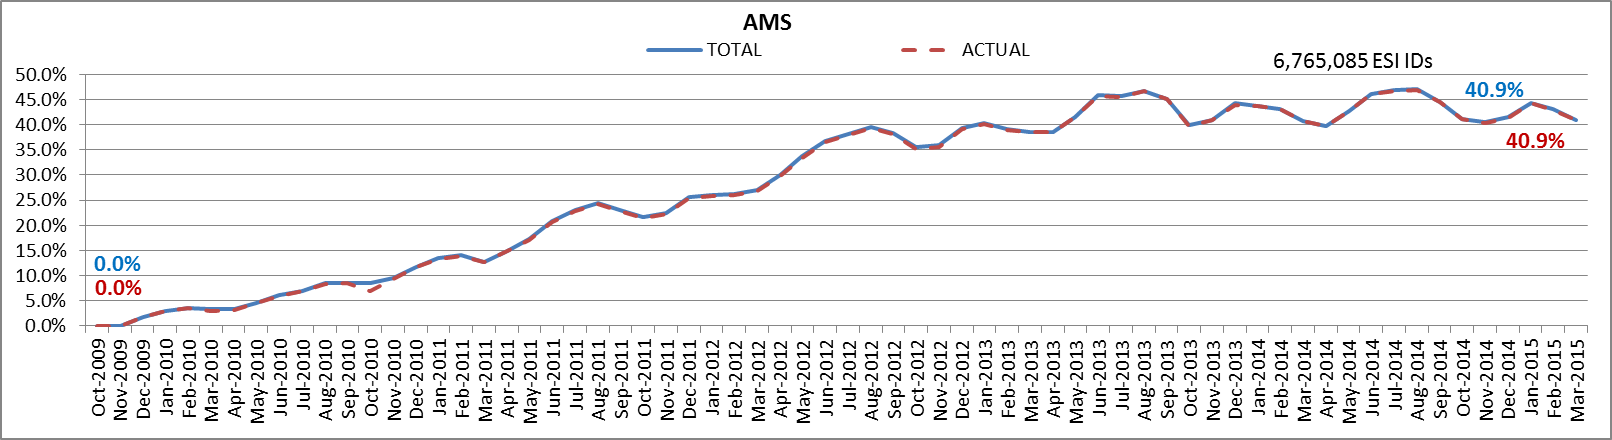 AMS
TOTAL ACTUAL
6,765,085 ESI IDs
50.0%
45.0%
40.0%
35.0%
30.0%
25.0%
20.0%
15.0%
10.0%
5.0%
0.0%
40.9%
40.9%
0.0%
0.0%
Oct-2009
Nov-2009
Dec-2009
Jan-2010
Feb-2010
Mar-2010
Apr-2010
May-2010
Jun-2010
Jul-2010
Aug-2010
Sep-2010
Oct-2010
Nov-2010
Dec-2010
Jan-2011
Feb-2011
Mar-2011
Apr-2011
May-2011
Jun-2011
Jul-2011
Aug-2011
Sep-2011
Oct-2011
Nov-2011
Dec-2011
Jan-2012
Feb-2012
Mar-2012
Apr-2012
May-2012
Jun-2012
Jul-2012
Aug-2012
Sep-2012
Oct-2012
Nov-2012
Dec-2012
Jan-2013
Feb-2013
Mar-2013
Apr-2013
May-2013
Jun-2013
Jul-2013
Aug-2013
Sep-2013
Oct-2013
Nov-2013
Dec-2013
Jan-2014
Feb-2014
Mar-2014
Apr-2014
May-2014
Jun-2014
Jul-2014
Aug-2014
Sep-2014
Oct-2014
Nov-2014
Dec-2014
Jan-2015
Feb-2015
Mar-2015